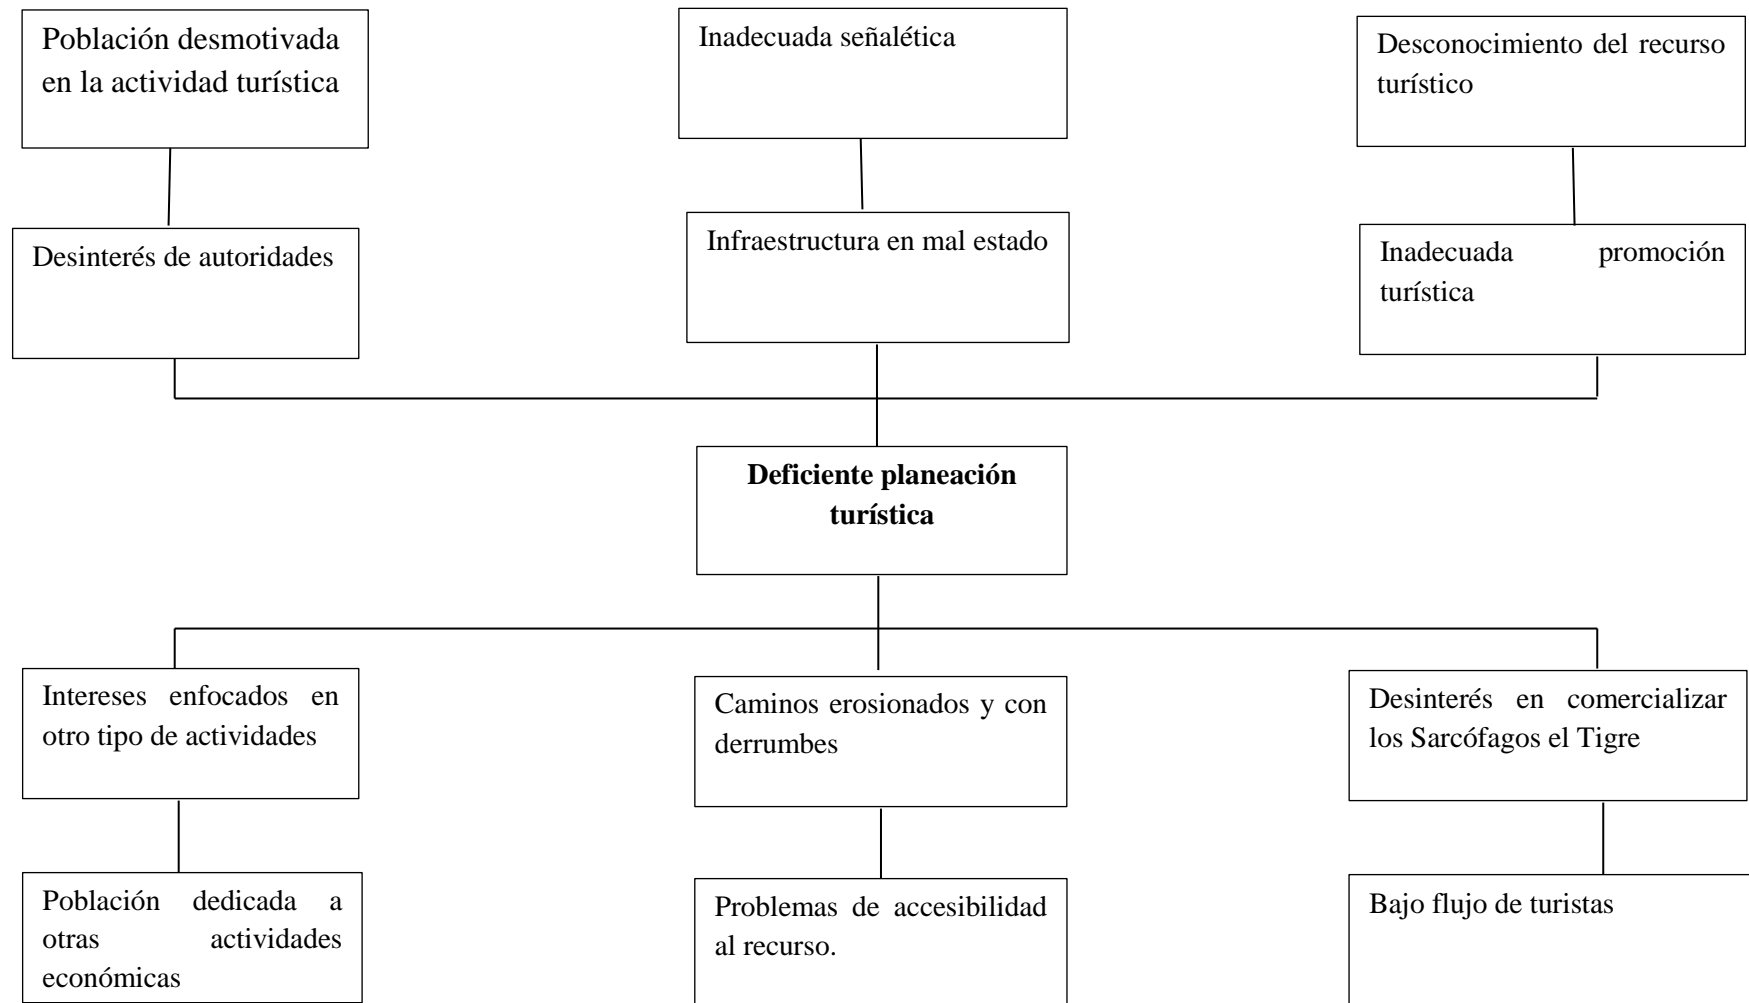 Población desmotivada
en la actividad turística
Inadecuada señalética
Desconocimiento del recurso
turístico
Desinterés de autoridades
Infraestructura en mal estado
Inadecuada promoción
turística
Deficiente planeación
turística
Intereses enfocados en
otro tipo de actividades
Caminos erosionados y con
derrumbes
Desinterés en comercializar
los Sarcófagos el Tigre
Población dedicada a
otras actividades
económicas
Problemas de accesibilidad
al recurso.
Bajo flujo de turistas